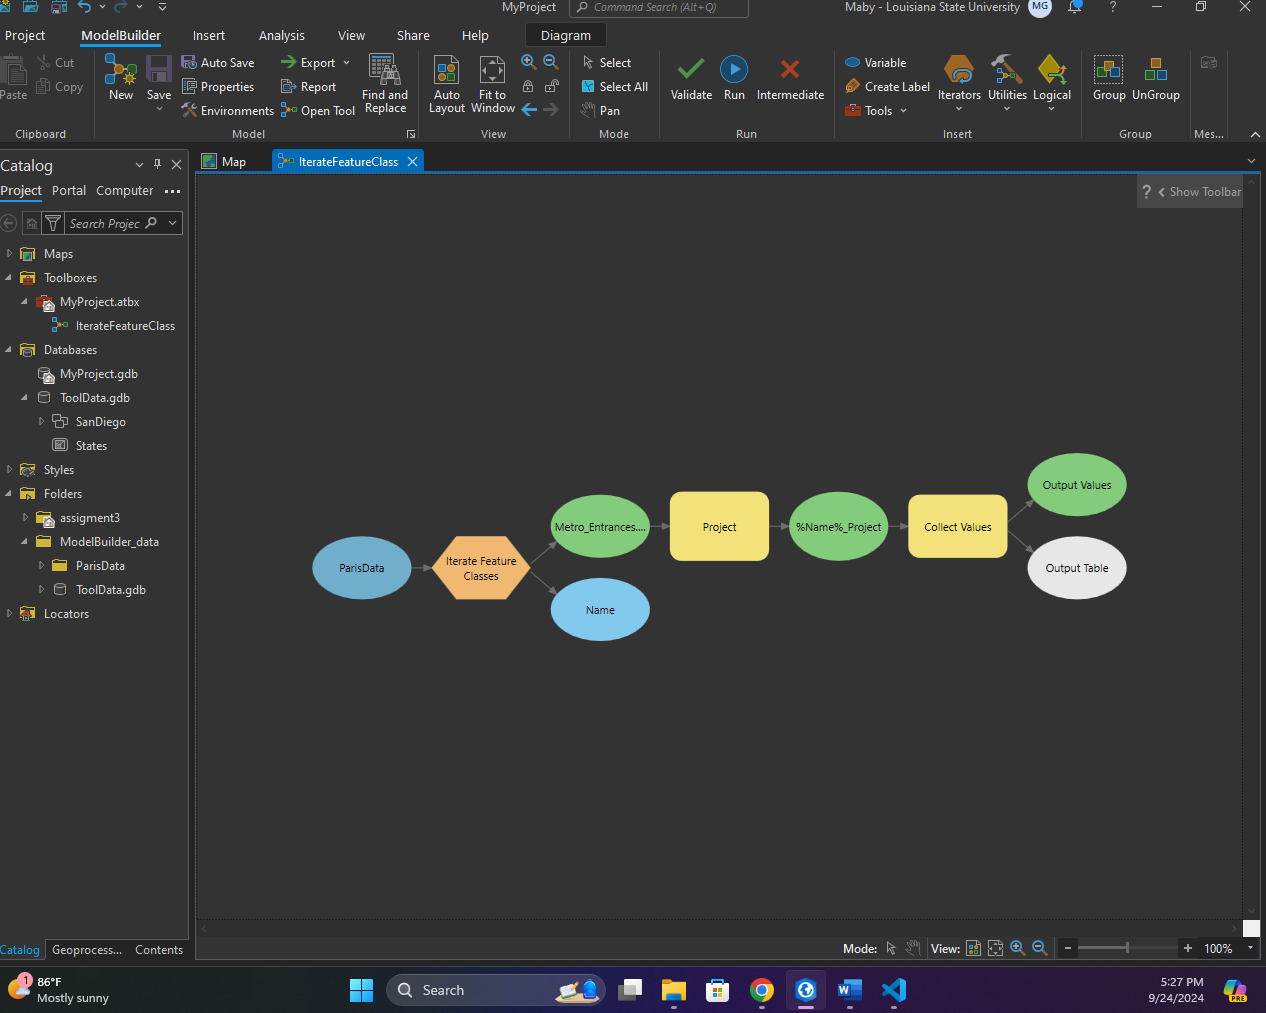 MyProject
Command Search (Alt+Q)
Maby - Louisiana State University
MG
?
Project
ModelBuilder
Insert
Analysis
View
Share
Help
Diagram
Paste
Cut
Copy
Clipboard
New
Save
Auto Save
Properties
Environments
Export
Report
Open Tool
Find and
Replace
Model
Auto
Layout
Fit to
Window
View
Select
Select All
Pan
Mode
Validate
Run
Intermediate
Run
Variable
Create Label
Tools
Iterators
Utilities
Logical
Insert
Group
UnGroup
Group
Mes...
Catalog
Project
Portal
Computer
Search Projec
Maps
Toolboxes
MyProject.atbx
IterateFeatureClass
Databases
MyProject.gdb
ToolData.gdb
SanDiego
States
Styles
Folders
assigment3
ModelBuilder_data
ParisData
ToolData.gdb
Locators
Catalog
Geoprocess...
Contents
Map
IterateFeatureClass
? Show Toolbar
ParisData
Iterate Feature
Classes
Metro_Entrances....
Name
Project
%Name%_Project
Collect Values
Output Values
Output Table
Mode:
View:
100%
1
86°F
Mostly sunny
Search
5:27 PM
9/24/2024
PRE